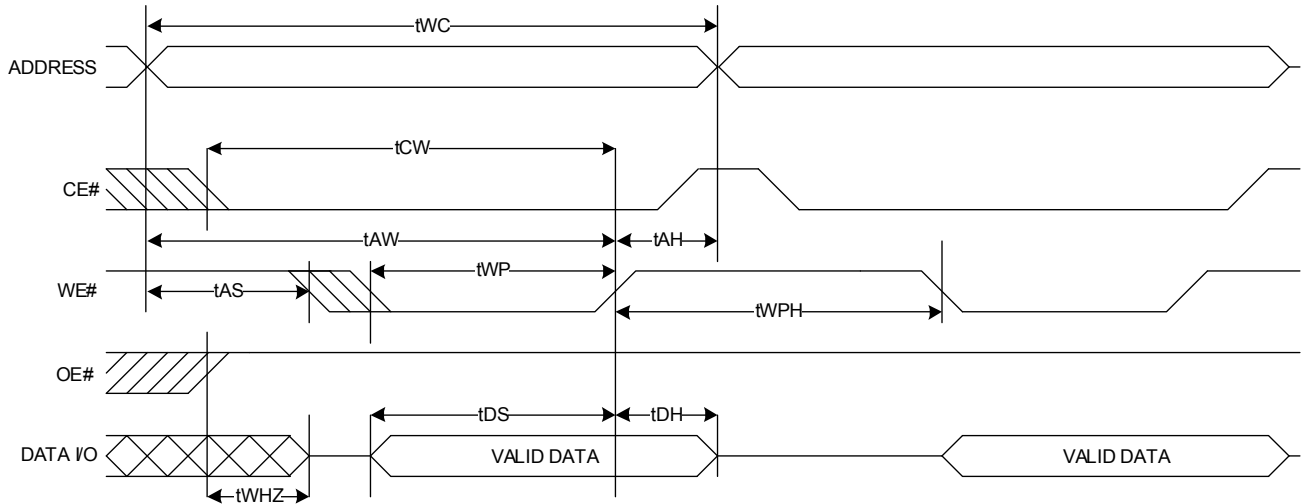 tWC
ADDRESS
tCW
CE#
tAW
tAH
tWP
WE#
tAS
tWPH
OE#
tDS
tDH
DATA I/O
VALID DATA
VALID DATA
tWHZ